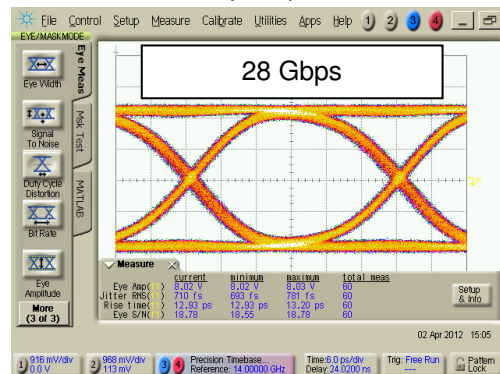 File Control Setup Measure Calibrate Utilities Apps Help 1 2 3 4
EYE/MASKMODE
Eye Meas
Msk Test
MATLAB
Eye Width
Signal
To Noise
Duty Cycle
Distortion
Bit Rate
Eye
Amplitude
More
(3 of 3)
28 Gbps
Measure
current minimum maximum total meas
Eye Amp( ) 8.02 V 8.02 V 8.03 V 60
Jitter RMS( ) 710 fs 693 fs 781 fs 60
Rise time( ) 12.93 ps 12.93 ps 13.20 ps 60
Eye S/N( ) 18.78 18.55 18.78 60
Setup
& Info
02 Apr 2012 15:05
1 916 mV/div
0.0 V
2 968 mV/div
113 mV
3 4 Precision Timebase...
Reference: 14.00000 GHz
Time:6.0 ps/div
Delay:24.0200 ns
Trig: Free Run
---
Pattern
Lock